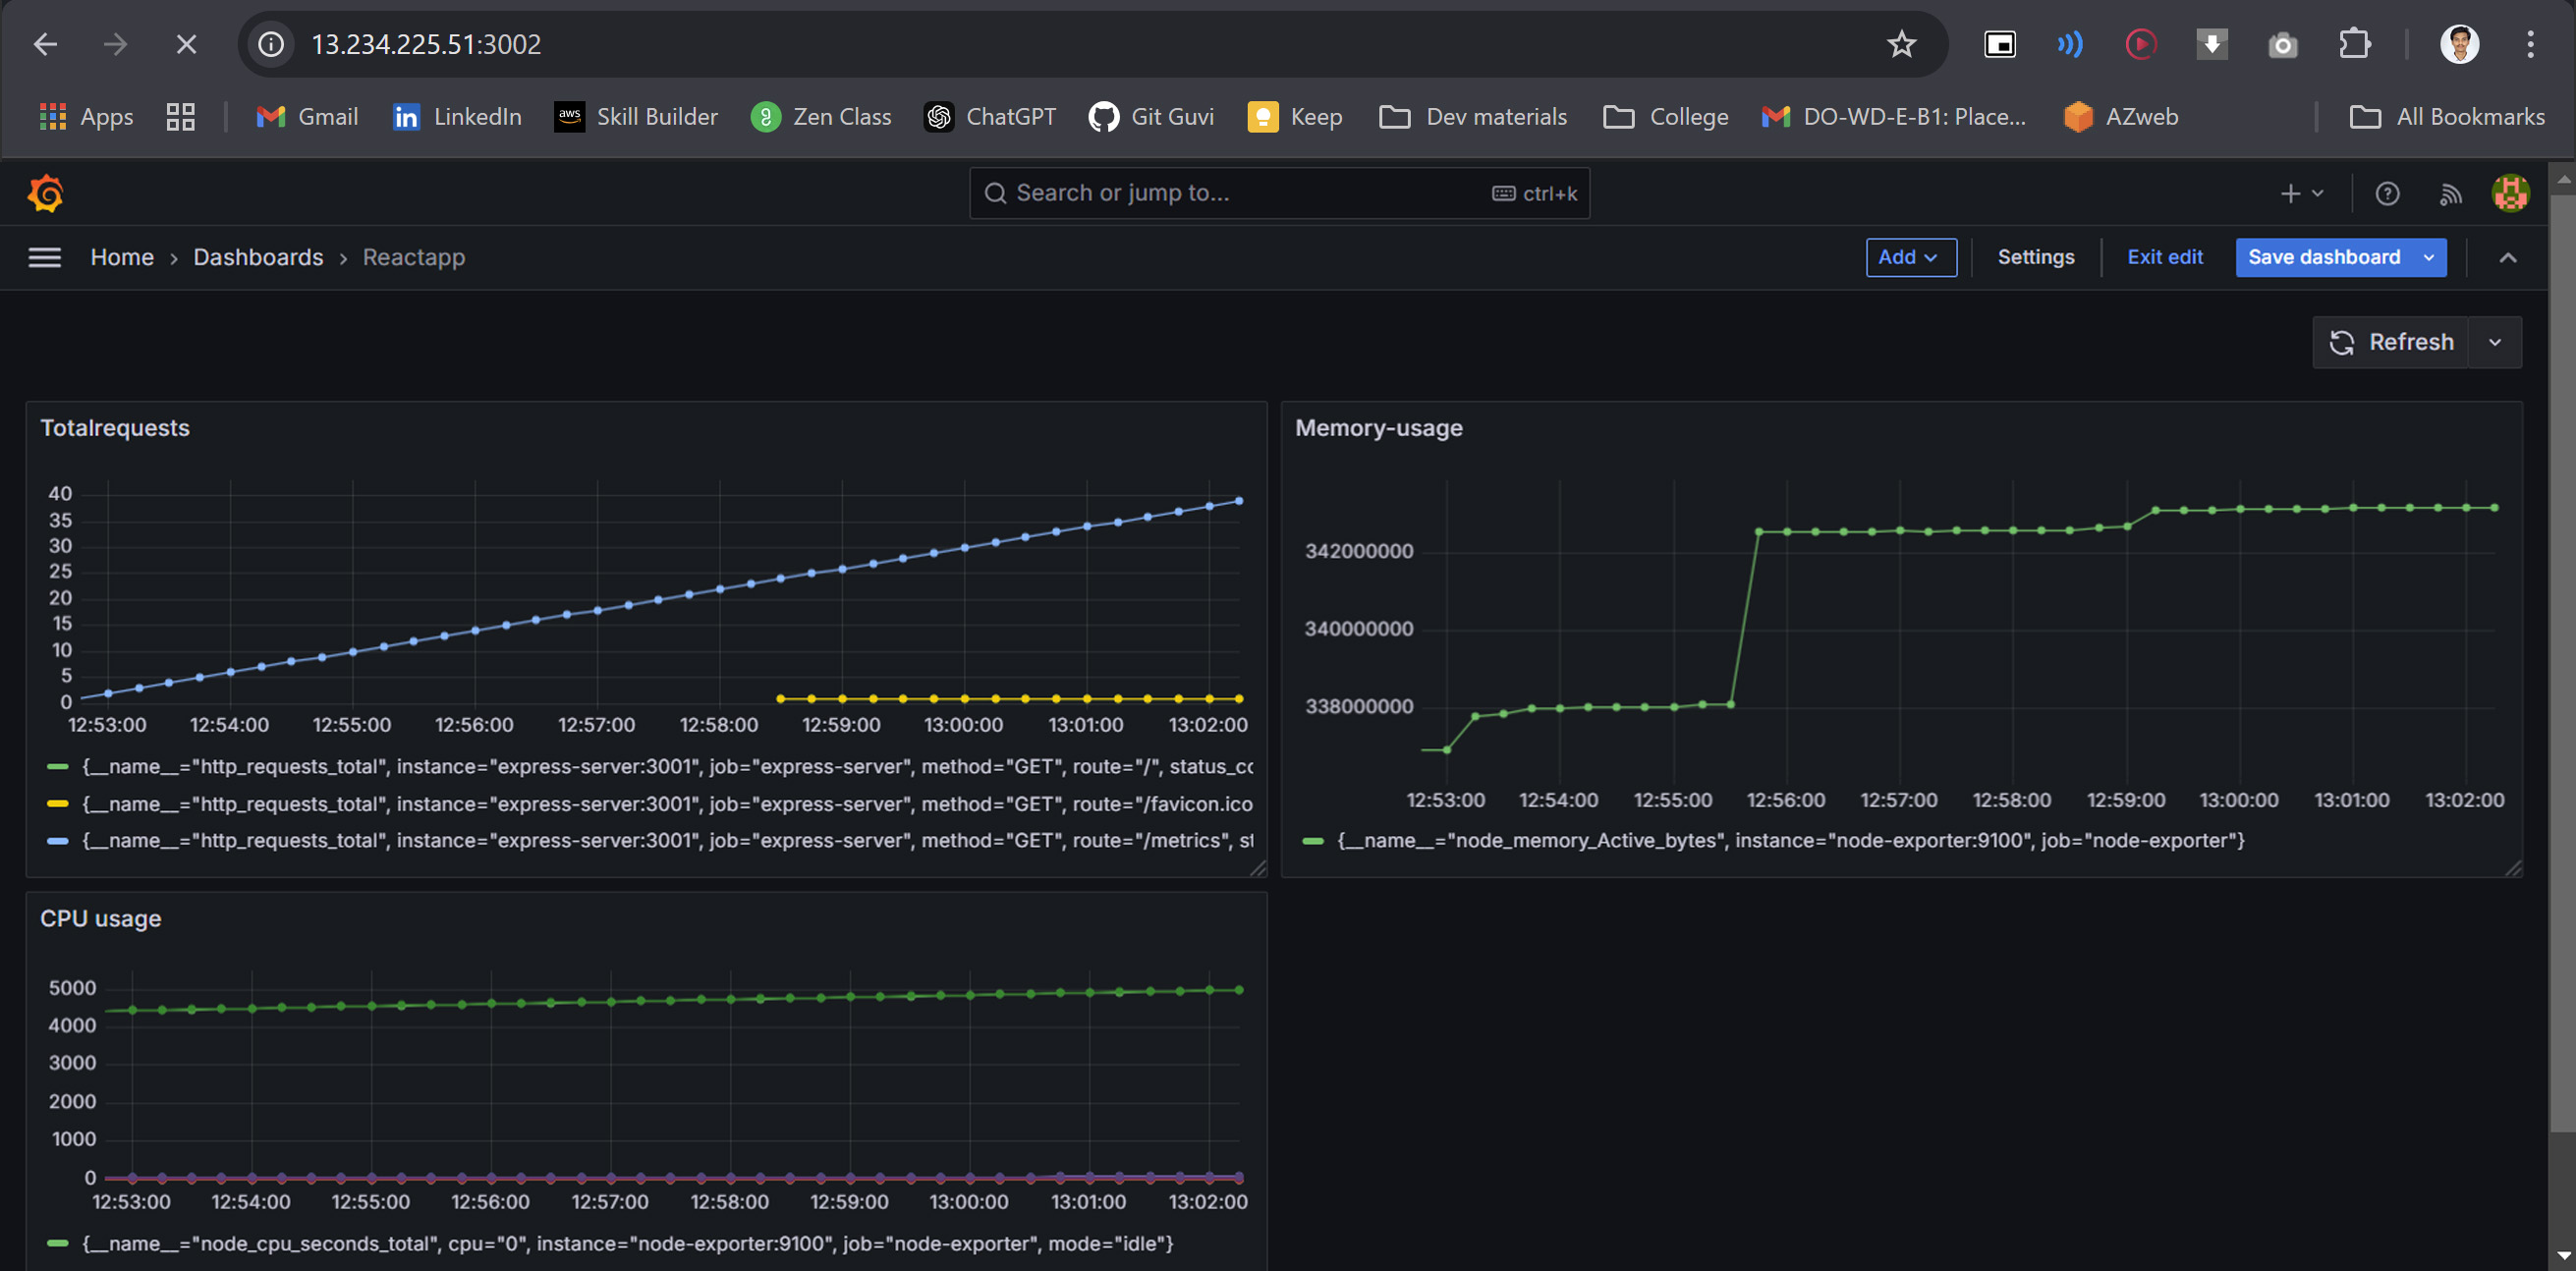 13.234.225.51:3002
Apps Gmail LinkedIn aws Skill Builder Zen Class ChatGPT Git Guvi Keep Dev materials College DO-WD-E-B1: Place... AZweb All Bookmarks
Search or jump to... ctrl+k
Home › Dashboards › Reactapp Add Settings Exit edit Save dashboard
Refresh
Totalrequests
40
35
30
25
20
15
10
5
0
12:53:00 12:54:00 12:55:00 12:56:00 12:57:00 12:58:00 12:59:00 13:00:00 13:01:00 13:02:00
{__name__="http_requests_total", instance="express-server:3001", job="express-server", method="GET", route="/", status_cc
{__name__="http_requests_total", instance="express-server:3001", job="express-server", method="GET", route="/favicon.ico
{__name__="http_requests_total", instance="express-server:3001", job="express-server", method="GET", route="/metrics", st
Memory-usage
342000000
340000000
338000000
12:53:00 12:54:00 12:55:00 12:56:00 12:57:00 12:58:00 12:59:00 13:00:00 13:01:00 13:02:00
{__name__="node_memory_Active_bytes", instance="node-exporter:9100", job="node-exporter"}
CPU usage
5000
4000
3000
2000
1000
0
12:53:00 12:54:00 12:55:00 12:56:00 12:57:00 12:58:00 12:59:00 13:00:00 13:01:00 13:02:00
{__name__="node_cpu_seconds_total", cpu="0", instance="node-exporter:9100", job="node-exporter", mode="idle"}